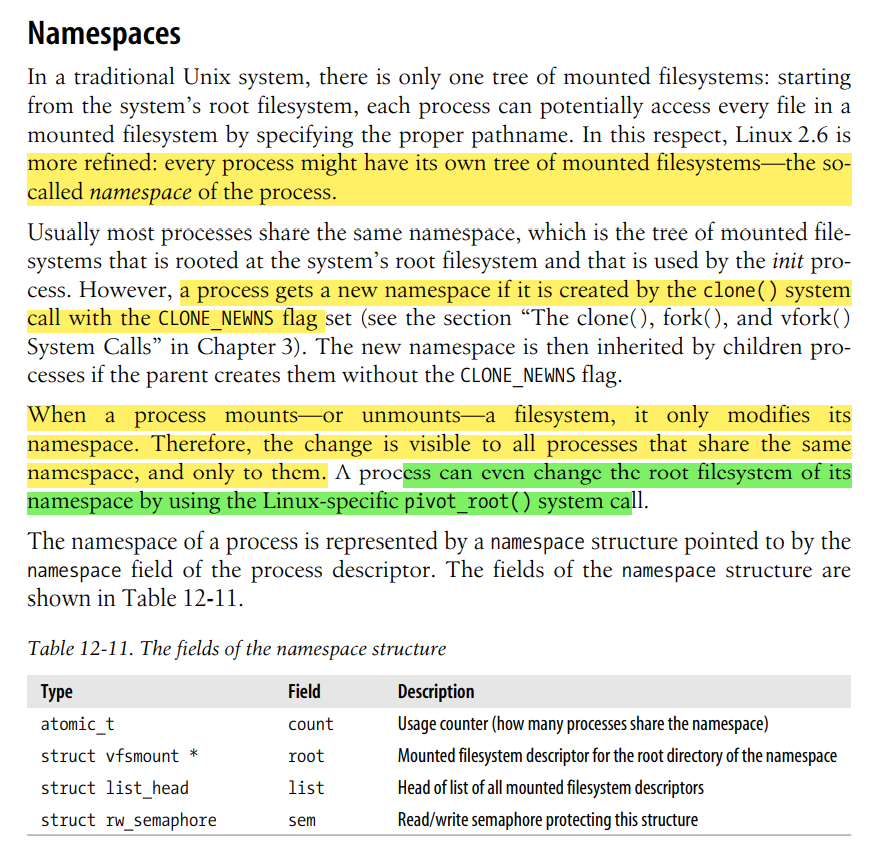 Namespaces
In a traditional Unix system, there is only one tree of mounted filesystems: starting
from the system's root filesystem, each process can potentially access every file in a
mounted filesystem by specifying the proper pathname. In this respect, Linux 2.6 is
more refined: every process might have its own tree of mounted filesystems—the so-
called namespace of the process.
Usually most processes share the same namespace, which is the tree of mounted file-
systems that is rooted at the system's root filesystem and that is used by the init pro-
cess. However, a process gets a new namespace if it is created by the clone() system
call with the CLONE_NEWNS flag set (see the section “The clone( ), fork( ), and vfork( )
System Calls” in Chapter 3). The new namespace is then inherited by children pro-
cesses if the parent creates them without the CLONE_NEWNS flag.
When a process mounts—or unmounts—a filesystem, it only modifies its
namespace. Therefore, the change is visible to all processes that share the same
namespace, and only to them. A process can even change the root filesystem of its
namespace by using the Linux-specific pivot_root() system call.
The namespace of a process is represented by a namespace structure pointed to by the
namespace field of the process descriptor. The fields of the namespace structure are
shown in Table 12-11.
Table 12-11. The fields of the namespace structure
Type Field Description
atomic_t count Usage counter (how many processes share the namespace)
struct vfsmount * root Mounted filesystem descriptor for the root directory of the namespace
struct list_head list Head of list of all mounted filesystem descriptors
struct rw_semaphore sem Read/write semaphore protecting this structure